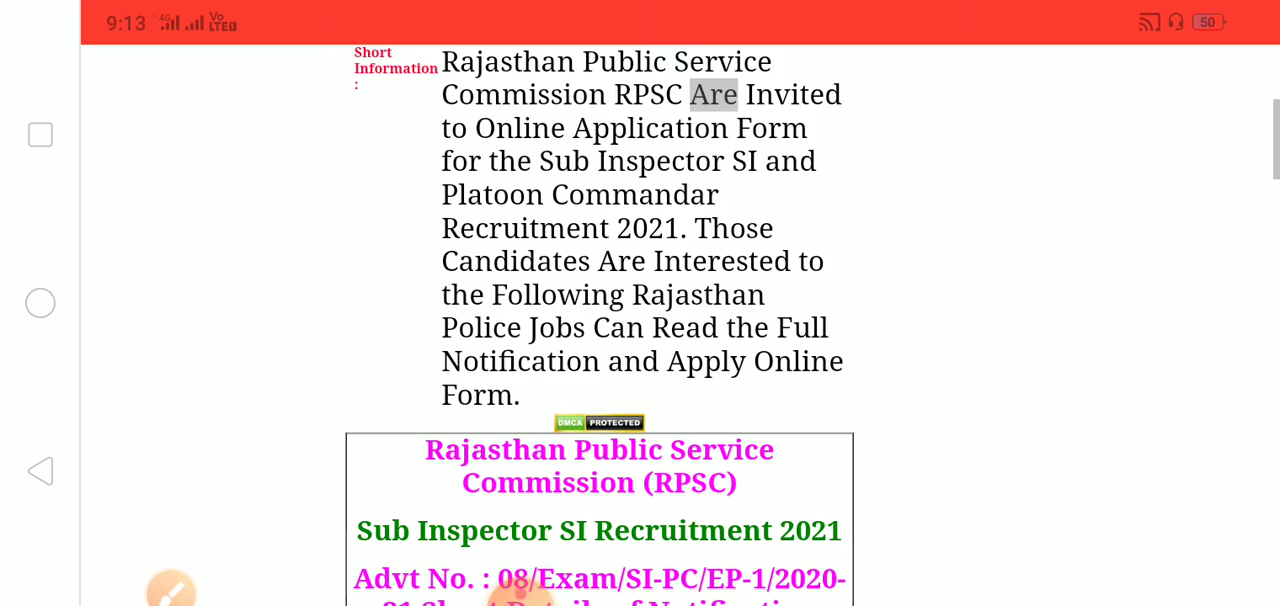 9:13 4G Vo LTE 50
Short
Information
:
Rajasthan Public Service
Commission RPSC Are Invited
to Online Application Form
for the Sub Inspector SI and
Platoon Commandar
Recruitment 2021. Those
Candidates Are Interested to
the Following Rajasthan
Police Jobs Can Read the Full
Notification and Apply Online
Form.
DMCA PROTECTED
Rajasthan Public Service
Commission (RPSC)
Sub Inspector SI Recruitment 2021
Advt No. : 08/Exam/SI-PC/EP-1/2020-